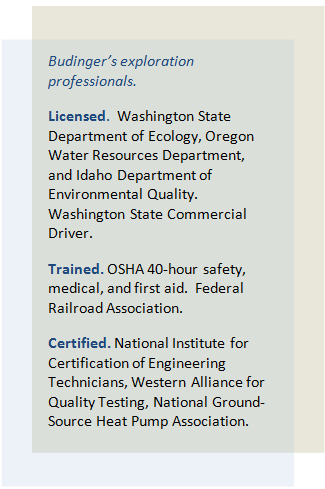 Budinger’s exploration
professionals.
Licensed.  Washington State
Department of Ecology, Oregon
Water Resources Department,
and Idaho Department of
Environmental Quality.
Washington State Commercial
Driver.
Trained. OSHA 40-hour safety,
medical, and first aid.  Federal
Railroad Association.
Certified. National Institute for
Certification of Engineering
Technicians, Western Alliance for
Quality Testing, National Ground-
Source Heat Pump Association.